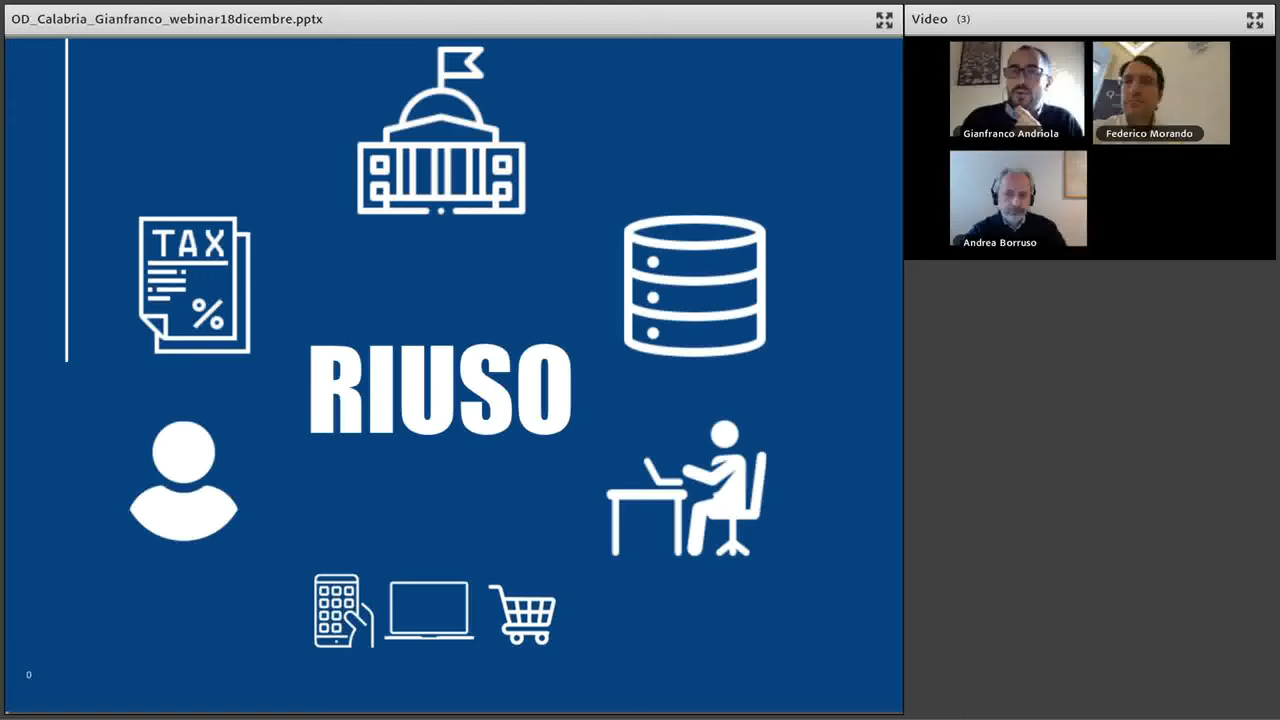 OD_Calabria_Gianfranco_webinar18dicembre.pptx
Video (3)
Gianfranco Andriola
Federico Morando
Andrea Borruso
TAX
%
RIUSO
0